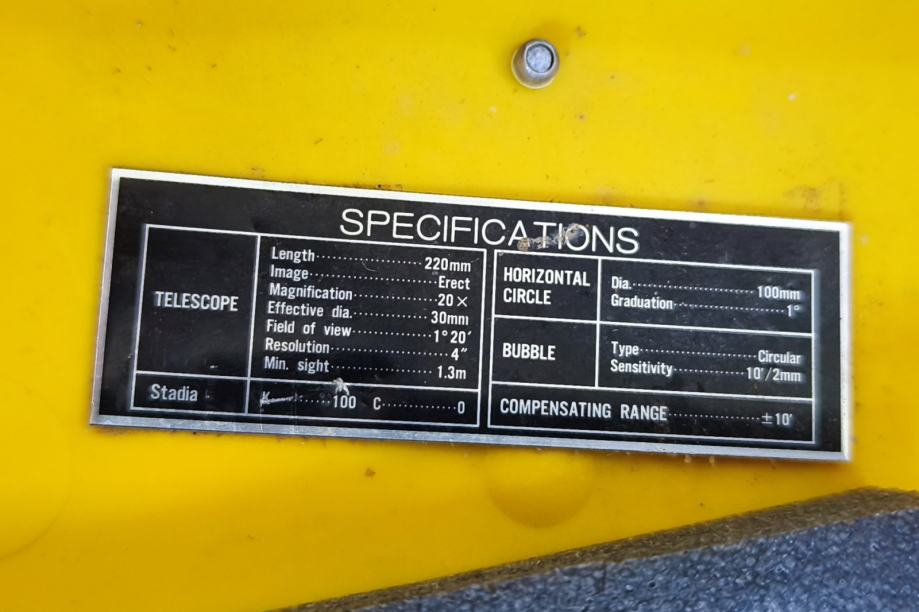 SPECIFICATIONS
TELESCOPE
Length 220mm
Image Erect
Magnification 20×
Effective dia. 30mm
Field of view 1°20′
Resolution 4″
Min. sight 1.3m
Stadia
K 100 C 0
HORIZONTAL
CIRCLE
Dia. 100mm
Graduation 1°
BUBBLE
Type Circular
Sensitivity 10′/2mm
COMPENSATING RANGE ±10′